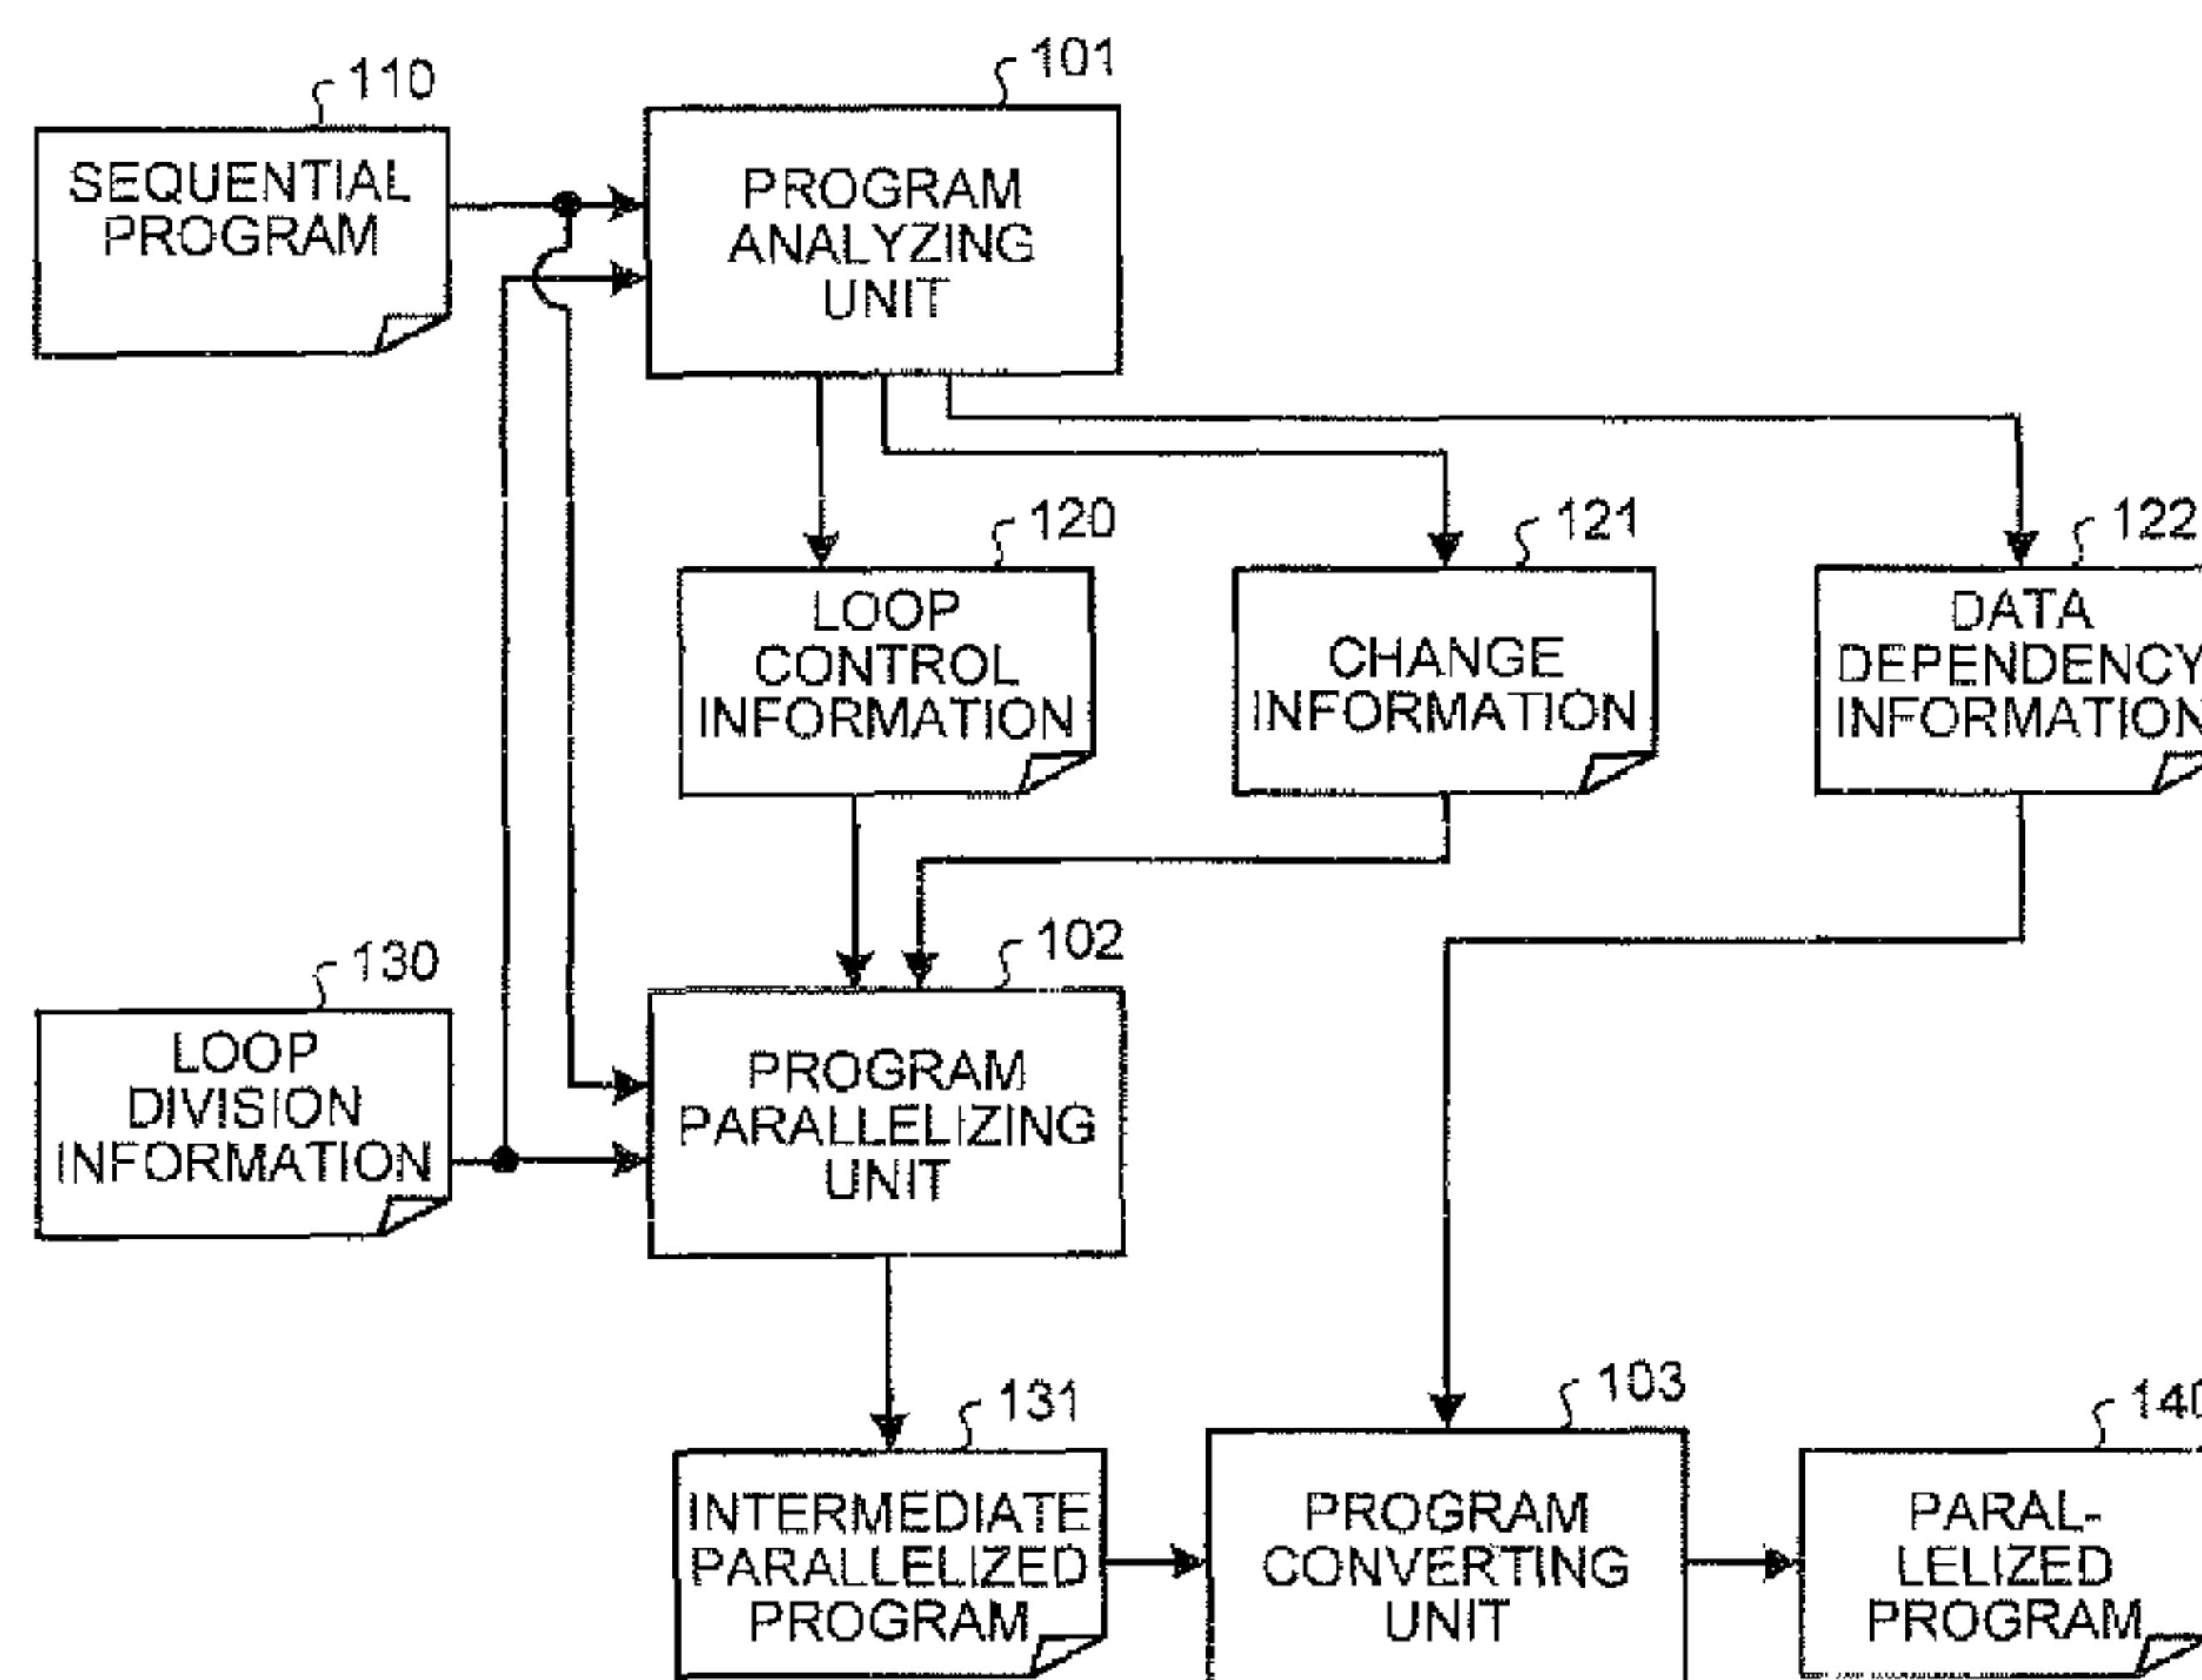 110
101
SEQUENTIAL
PROGRAM
PROGRAM
ANALYZING
UNIT
120
121
122
LOOP
CONTROL
INFORMATION
CHANGE
INFORMATION
DATA
DEPENDENCY
INFORMATION
130
102
LOOP
DIVISION
INFORMATION
PROGRAM
PARALLELIZING
UNIT
131
103
140
INTERMEDIATE
PARALLELIZED
PROGRAM
PROGRAM
CONVERTING
UNIT
PARAL-
LELIZED
PROGRAM